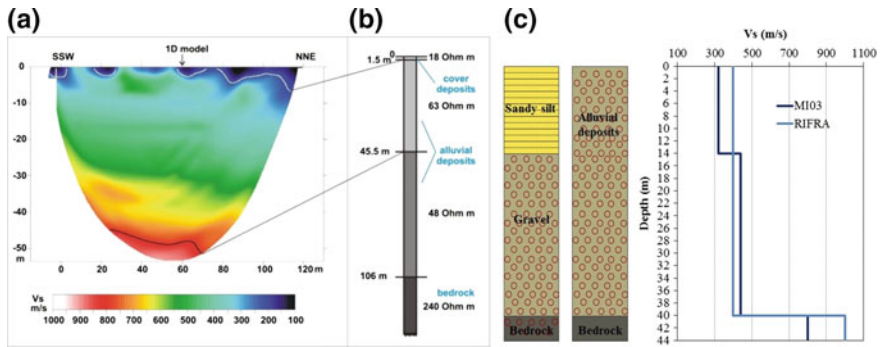 (a)
SSW
1D model
NNE
0
-10
-20
-30
-40
-50
m
0 20 40 60 80 100 120 m
Vs
m/s
1000 900 800 700 600 500 400 300 200 100
(b)
0
1.5 m
18 Ohm m
cover
deposits
63 Ohm m
45.5 m
alluvial
deposits
48 Ohm m
106 m
bedrock
240 Ohm m
(c)
Sandy silt
Gravel
Bedrock
Alluvial
deposits
Bedrock
Vs (m/s)
100 300 500 700 900 1100
Depth (m)
0
2
4
6
8
10
12
14
16
18
20
22
24
26
28
30
32
34
36
38
40
42
44
MI03
RIFRA